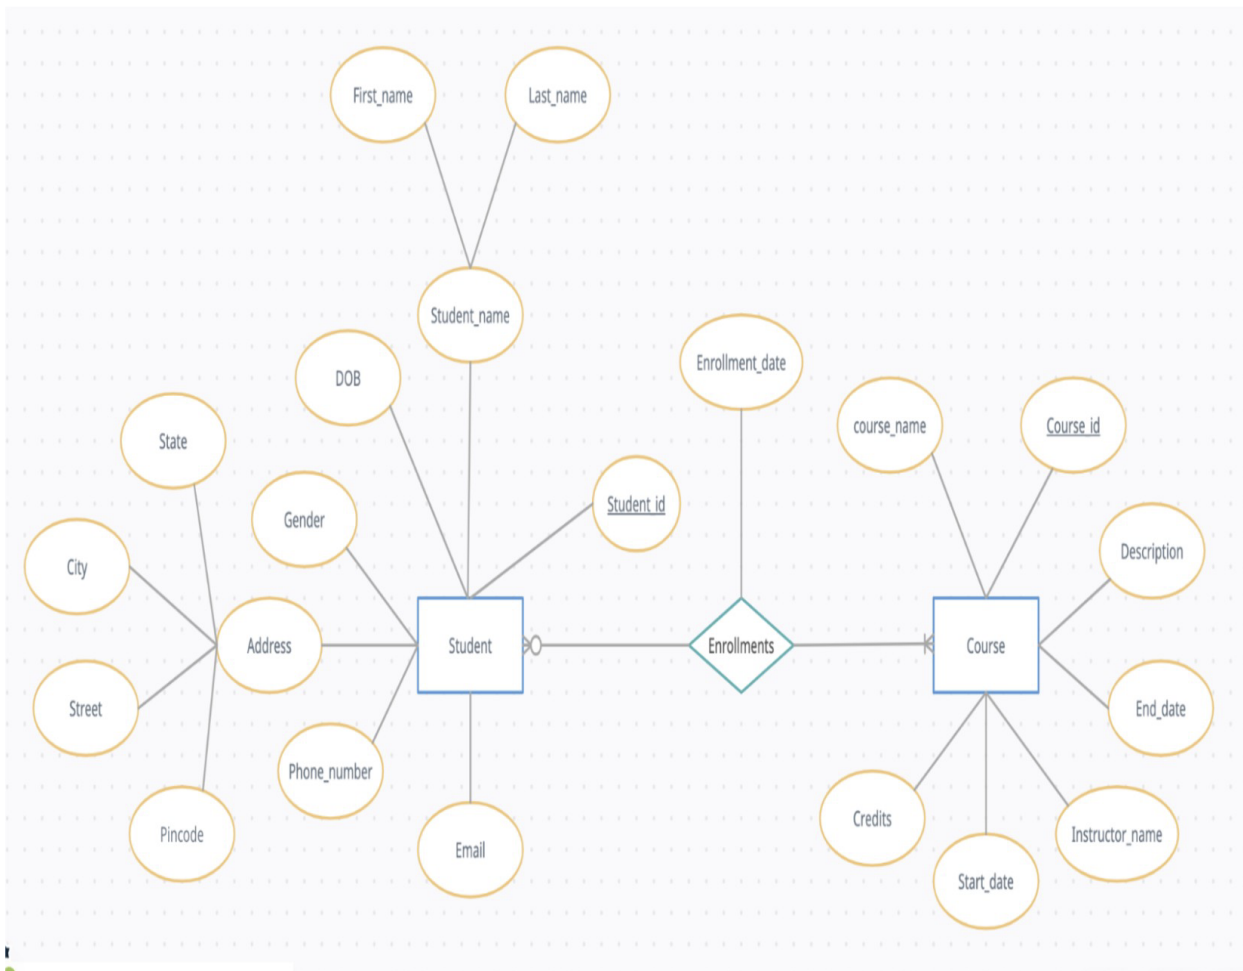 First_name
Last_name
Student_name
Enrollment_date
DOB
course_name
Course_id
State
Student_id
Gender
Description
City
Address
Student
Enrollments
Course
Street
End_date
Phone_number
Credits
Pincode
Instructor_name
Email
Start_date